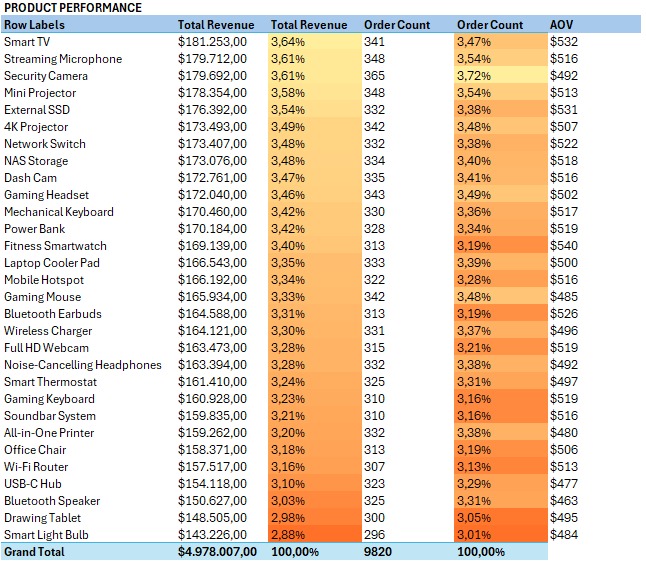 PRODUCT PERFORMANCE
Row Labels Total Revenue Total Revenue Order Count Order Count AOV
Smart TV $181.253,00 3,64% 341 3,47% $532
Streaming Microphone $179.712,00 3,61% 348 3,54% $516
Security Camera $179.692,00 3,61% 365 3,72% $492
Mini Projector $178.354,00 3,58% 348 3,54% $513
External SSD $176.392,00 3,54% 332 3,38% $531
4K Projector $173.493,00 3,49% 342 3,48% $507
Network Switch $173.407,00 3,48% 332 3,38% $522
NAS Storage $173.076,00 3,48% 334 3,40% $518
Dash Cam $172.761,00 3,47% 335 3,41% $516
Gaming Headset $172.040,00 3,46% 343 3,49% $502
Mechanical Keyboard $170.460,00 3,42% 330 3,36% $517
Power Bank $170.184,00 3,42% 328 3,34% $519
Fitness Smartwatch $169.139,00 3,40% 313 3,19% $540
Laptop Cooler Pad $166.543,00 3,35% 333 3,39% $500
Mobile Hotspot $166.192,00 3,34% 322 3,28% $516
Gaming Mouse $165.934,00 3,33% 342 3,48% $485
Bluetooth Earbuds $164.588,00 3,31% 313 3,19% $526
Wireless Charger $164.121,00 3,30% 331 3,37% $496
Full HD Webcam $163.473,00 3,28% 315 3,21% $519
Noise-Cancelling Headphones $163.394,00 3,28% 332 3,38% $492
Smart Thermostat $161.410,00 3,24% 325 3,31% $497
Gaming Keyboard $160.928,00 3,23% 310 3,16% $519
Soundbar System $159.835,00 3,21% 310 3,16% $516
All-in-One Printer $159.262,00 3,20% 332 3,38% $480
Office Chair $158.371,00 3,18% 313 3,19% $506
Wi-Fi Router $157.517,00 3,16% 307 3,13% $513
USB-C Hub $154.118,00 3,10% 323 3,29% $477
Bluetooth Speaker $150.627,00 3,03% 325 3,31% $463
Drawing Tablet $148.505,00 2,98% 300 3,05% $495
Smart Light Bulb $143.226,00 2,88% 296 3,01% $484
Grand Total $4.978.007,00 100,00% 9820 100,00%